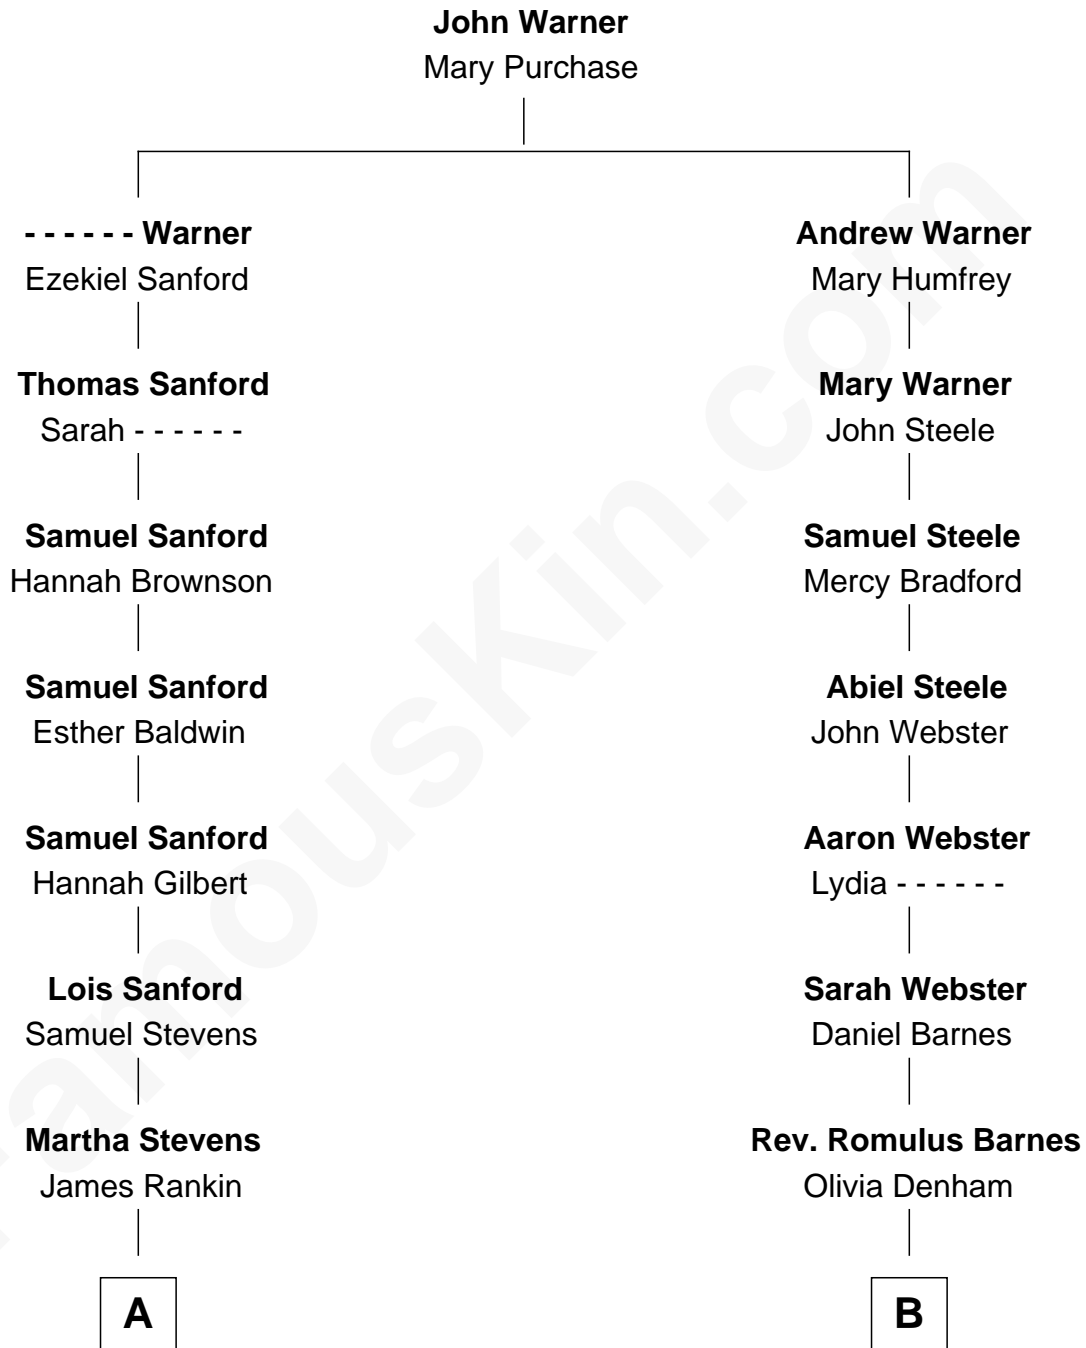 John Warner
Mary Purchase
- - - - - - Warner
Ezekiel Sanford
Andrew Warner
Mary Humfrey
Thomas Sanford
Sarah - - - - - -
Mary Warner
John Steele
Samuel Sanford
Hannah Brownson
Samuel Steele
Mercy Bradford
Samuel Sanford
Esther Baldwin
Abiel Steele
John Webster
Samuel Sanford
Hannah Gilbert
Aaron Webster
Lydia - - - - - -
Lois Sanford
Samuel Stevens
Sarah Webster
Daniel Barnes
Martha Stevens
James Rankin
Rev. Romulus Barnes
Olivia Denham
A
B
FamousKin.com